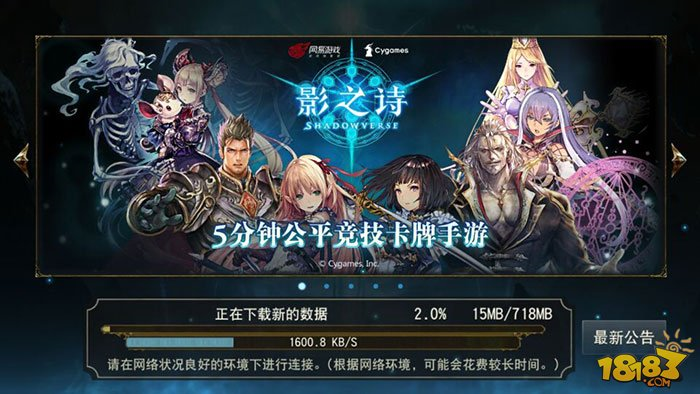 网易游戏 Cygames
影之诗
SHADOWVERSE
5分钟公平竞技卡牌手游
© Cygames, Inc.
正在下载新的数据 2.0% 15MB/718MB
1600.8 KB/S
请在网络状况良好的环境下进行连接。（根据网络环境，可能会花费较长时间。）
最新公告
18183
.com